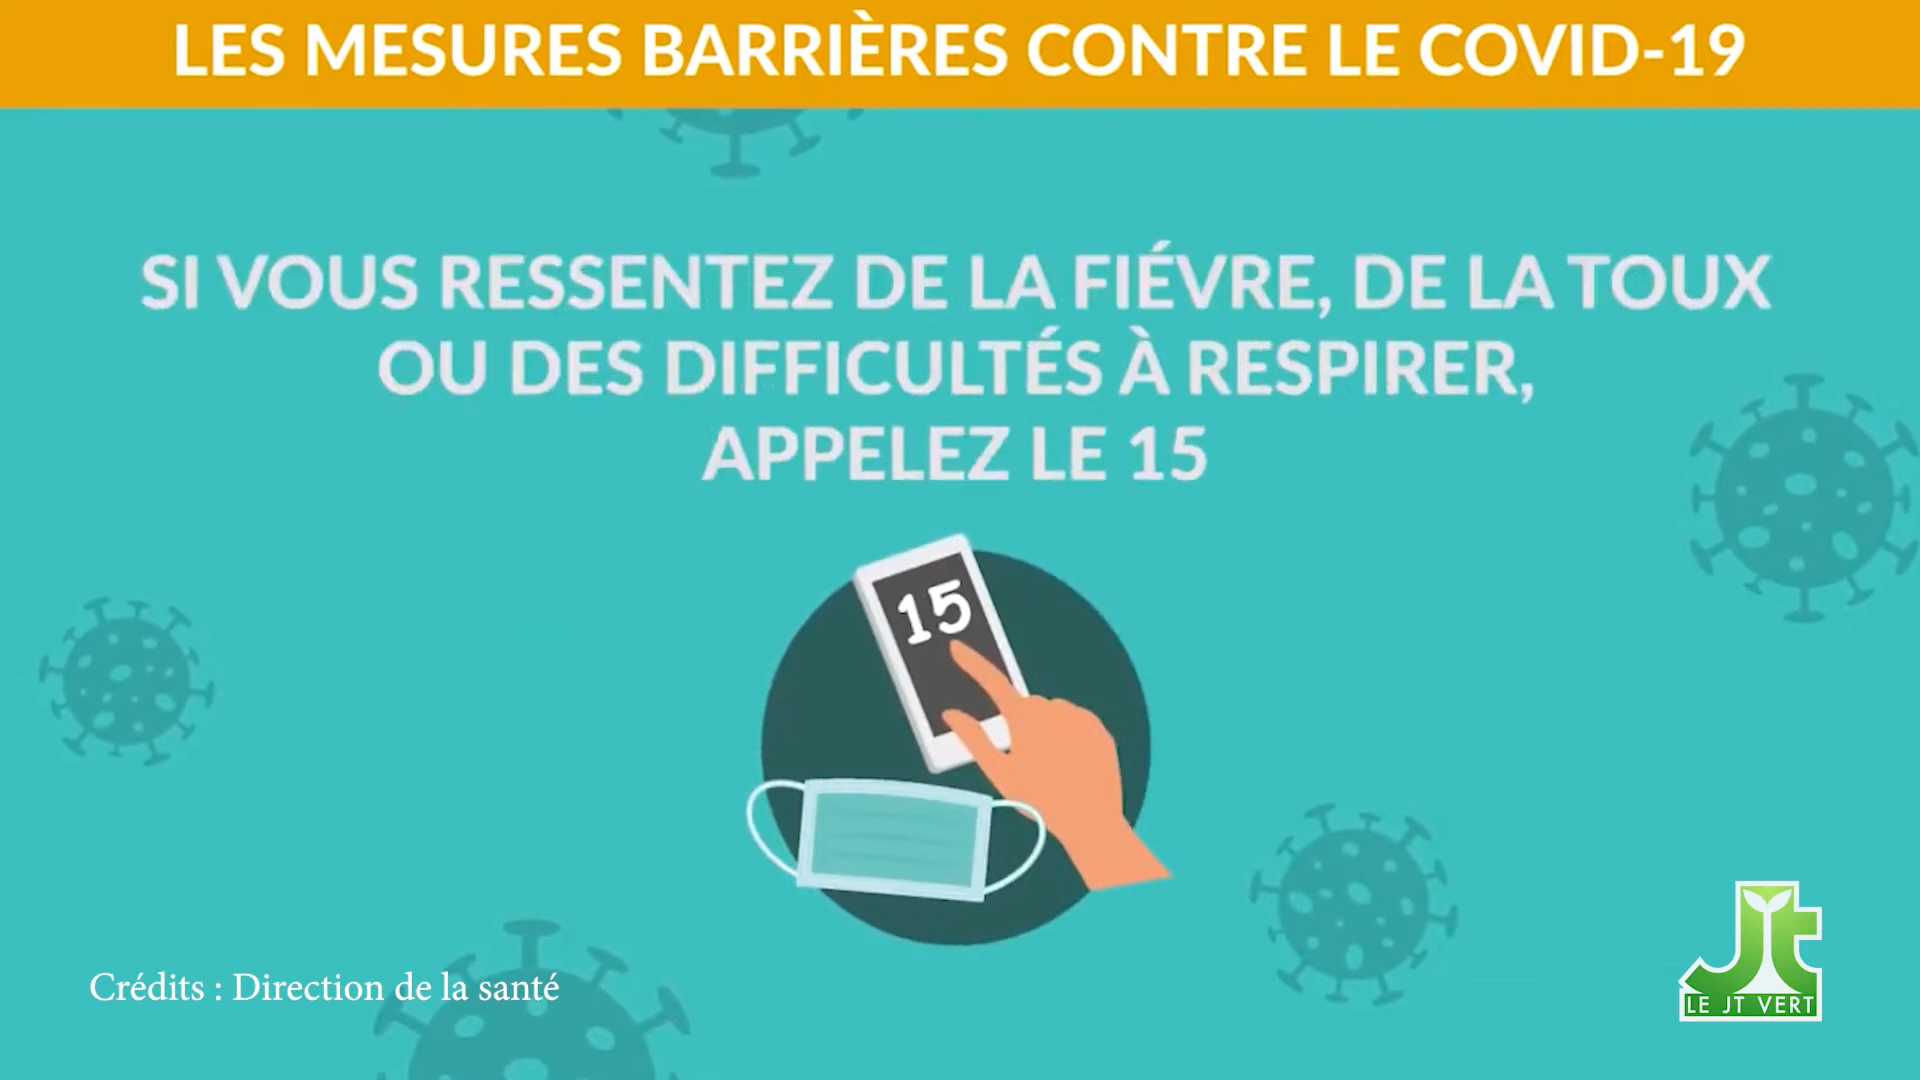 LES MESURES BARRIÈRES CONTRE LE COVID-19
SI VOUS RESSENTEZ DE LA FIÉVRE, DE LA TOUX
OU DES DIFFICULTÉS À RESPIRER,
APPELEZ LE 15
15
Crédits : Direction de la santé
Jt
LE JT VERT